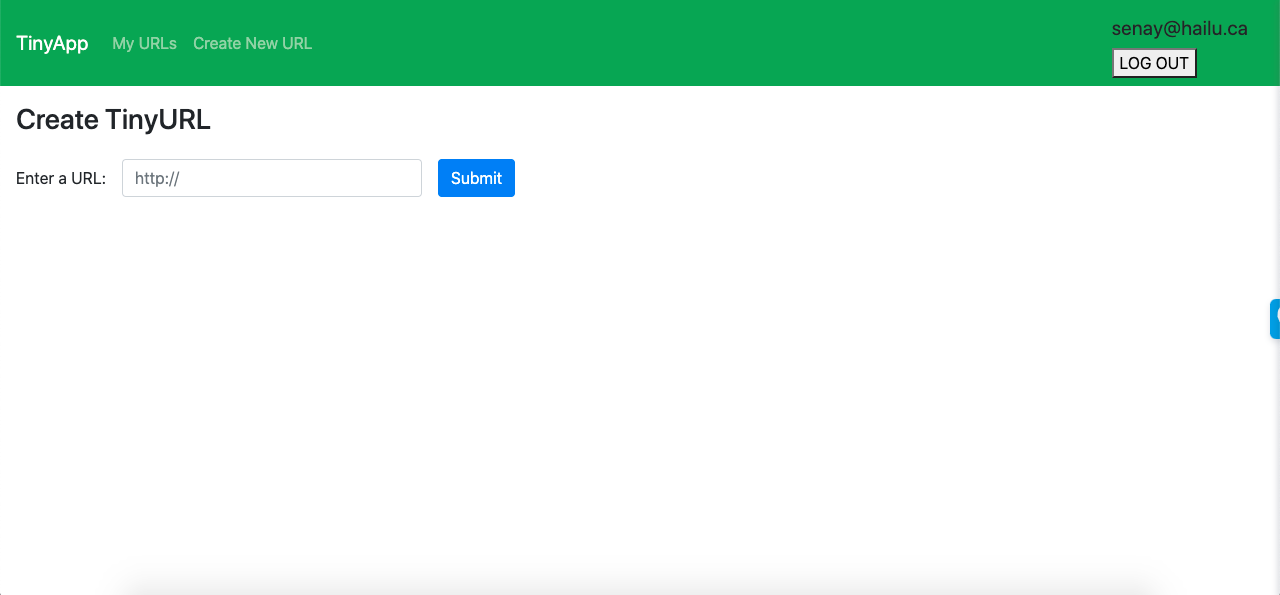 TinyApp My URLs Create New URL
senay@hailu.ca
LOG OUT
Create TinyURL
Enter a URL: http:// Submit